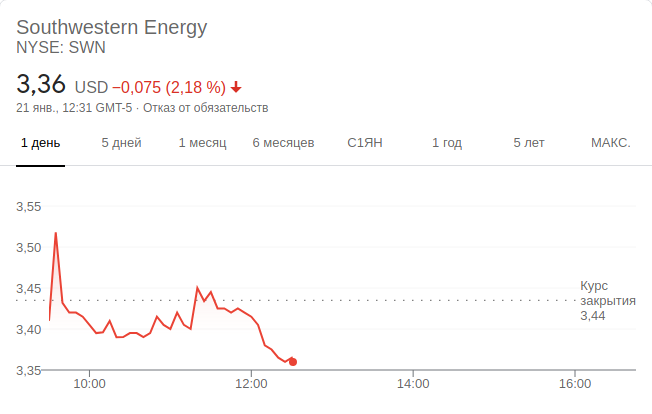 Southwestern Energy
NYSE: SWN
3,36 USD −0,075 (2,18 %)
21 янв., 12:31 GMT-5 · Отказ от обязательств
1 день 5 дней 1 месяц 6 месяцев С1ЯН 1 год 5 лет МАКС.
3,55
3,50
3,45
Курс
закрытия
3,44
3,40
3,35
10:00 12:00 14:00 16:00